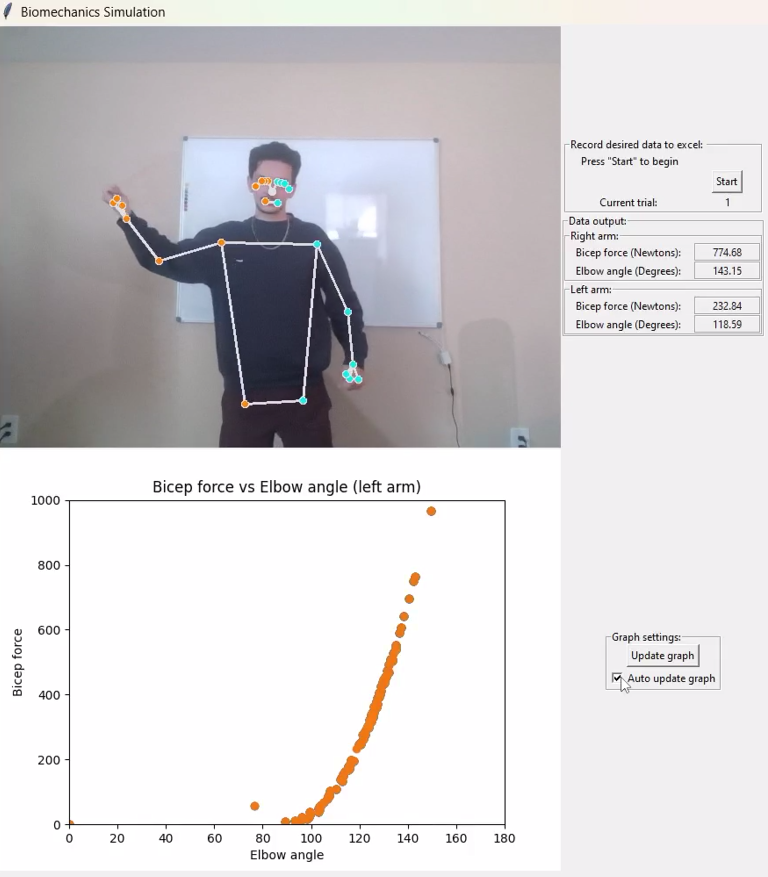 Biomechanics Simulation
Record desired data to excel:
Press "Start" to begin
Start
Current trial: 1
Data output:
Right arm:
Bicep force (Newtons): 774.68
Elbow angle (Degrees): 143.15
Left arm:
Bicep force (Newtons): 232.84
Elbow angle (Degrees): 118.59
Bicep force vs Elbow angle (left arm)
1000
800
600
400
200
0
Bicep force
0 20 40 60 80 100 120 140 160 180
Elbow angle
Graph settings:
Update graph
Auto update graph